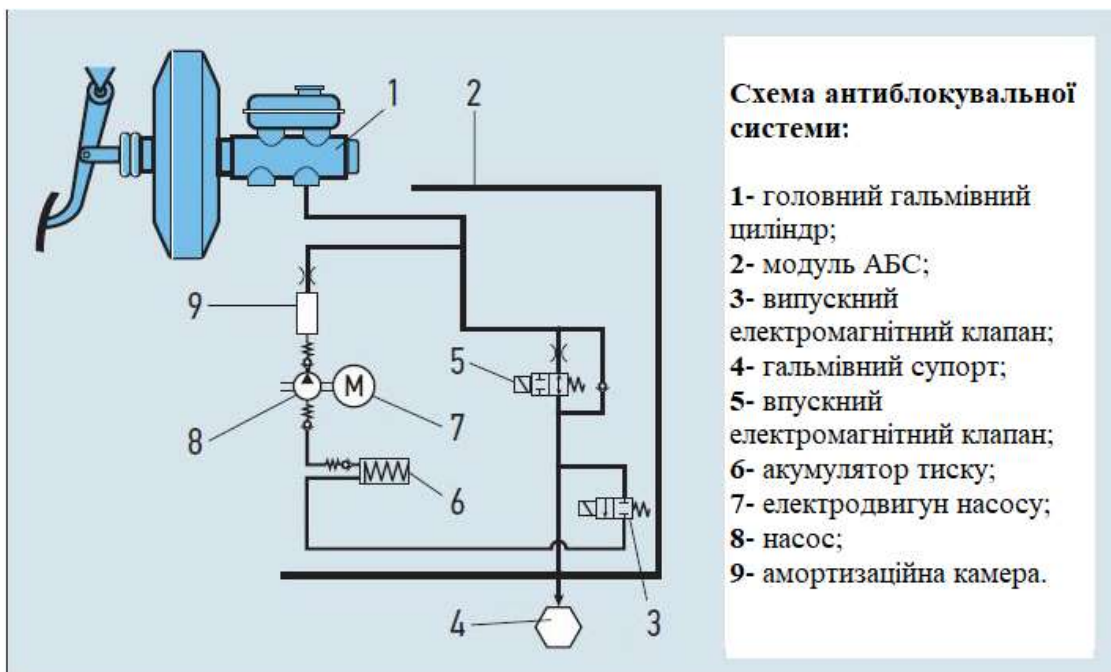 1
2
9
5
M
8
7
6
4
3
Схема антиблокувальної
системи:
1- головний гальмівний
циліндр;
2- модуль АБС;
3- випускний
електромагнітний клапан;
4- гальмівний супорт;
5- впускний
електромагнітний клапан;
6- акумулятор тиску;
7- електродвигун насосу;
8- насос;
9- амортизаційна камера.